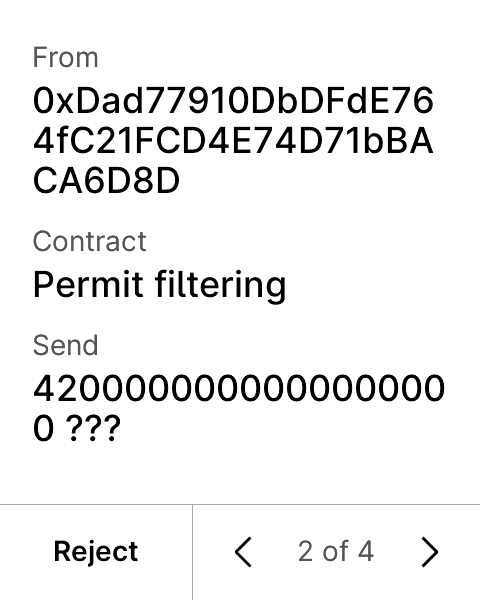 From
0xDad77910DbDFdE76
4fC21FCD4E74D71bBA
CA6D8D
Contract
Permit filtering
Send
420000000000000000
0 ???
Reject
2 of 4